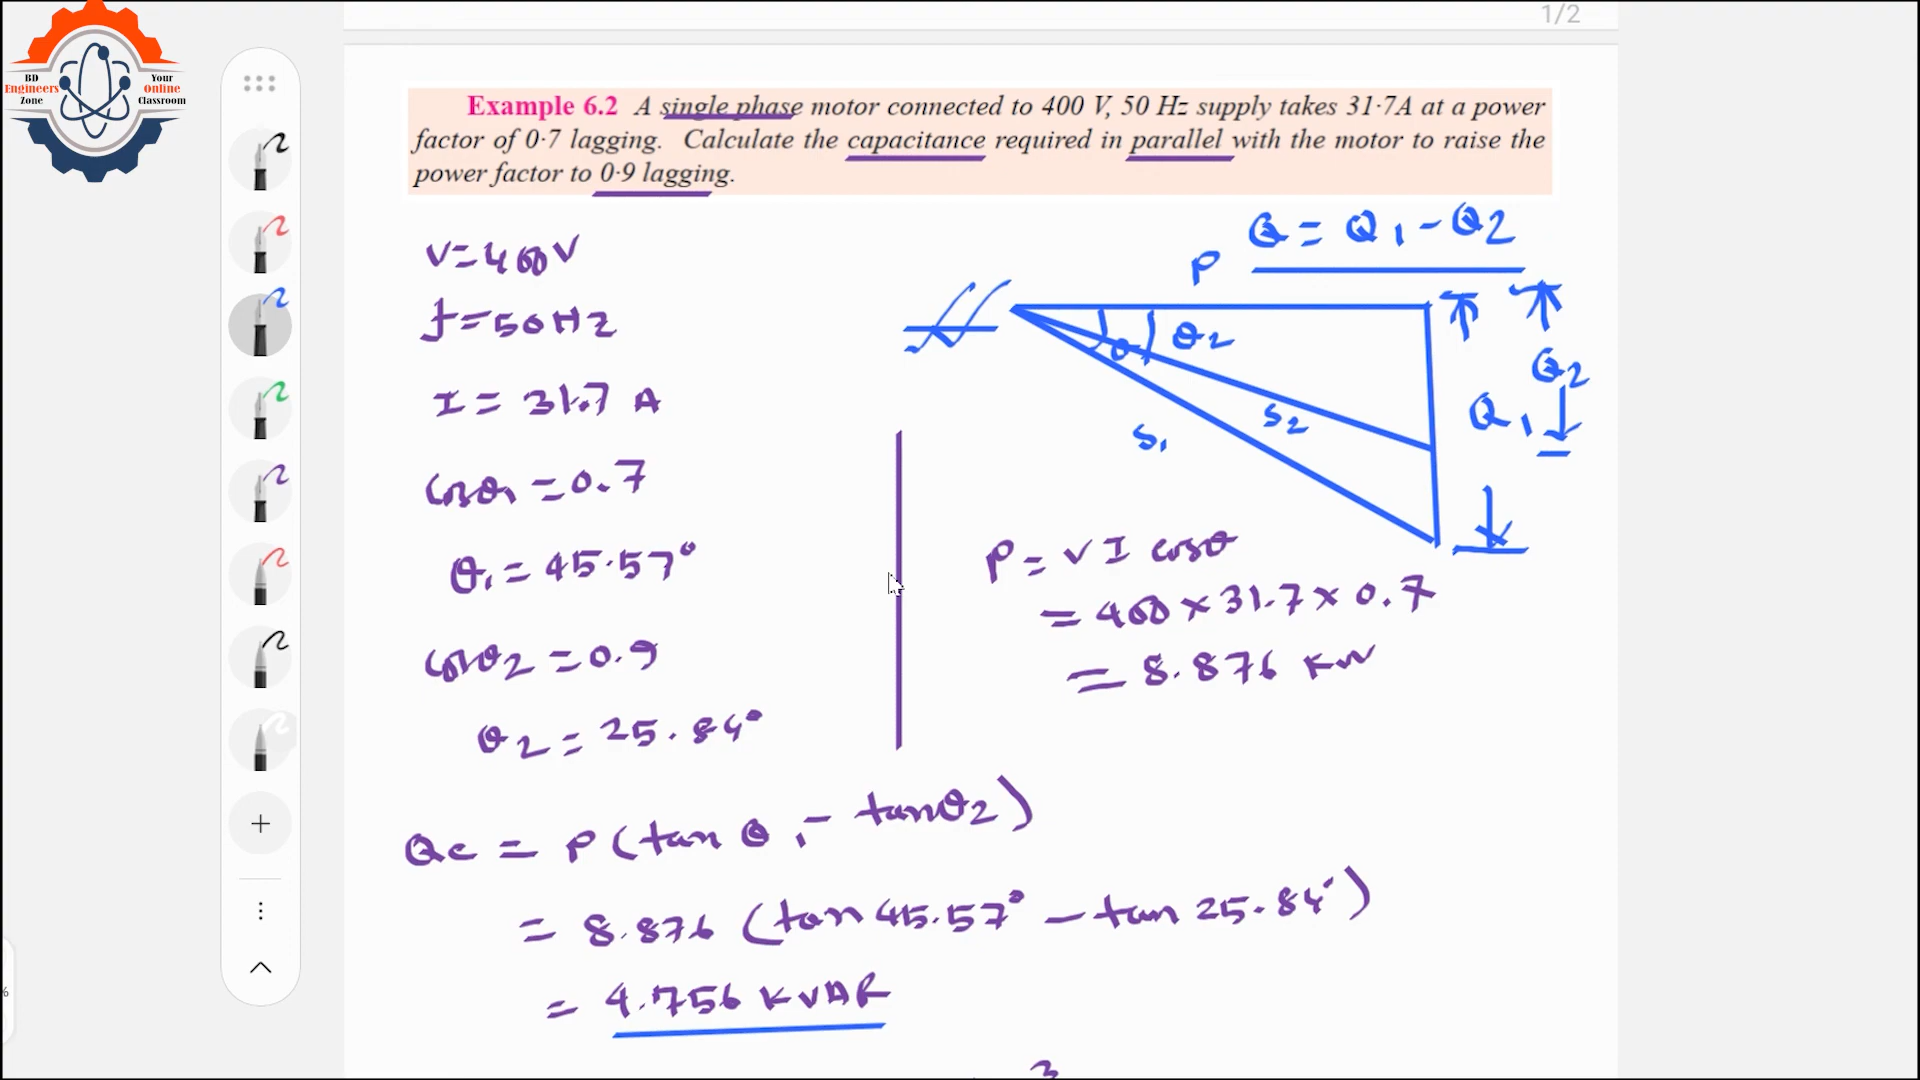 1/2
BD
Engineers
Zone
Your
Online
Classroom
Example 6.2 A single phase motor connected to 400 V, 50 Hz supply takes 31·7A at a power
factor of 0·7 lagging. Calculate the capacitance required in parallel with the motor to raise the
power factor to 0·9 lagging.
V=400V
f=50Hz
I = 31.7 A
cosθ₁ = 0.7
θ₁ = 45.57°
cosθ₂ = 0.9
θ₂ = 25.84°
Q = Q₁ - Q₂
P
θ₂
Q₂
Q₁
S₂
S₁
P = VI cosθ
= 400 × 31.7 × 0.7
= 8.876 KW
Qc = P(tan θ₁ - tanθ₂)
= 8.876 (tan 45.57° - tan 25.84°)
= 4.756 KVAR
%